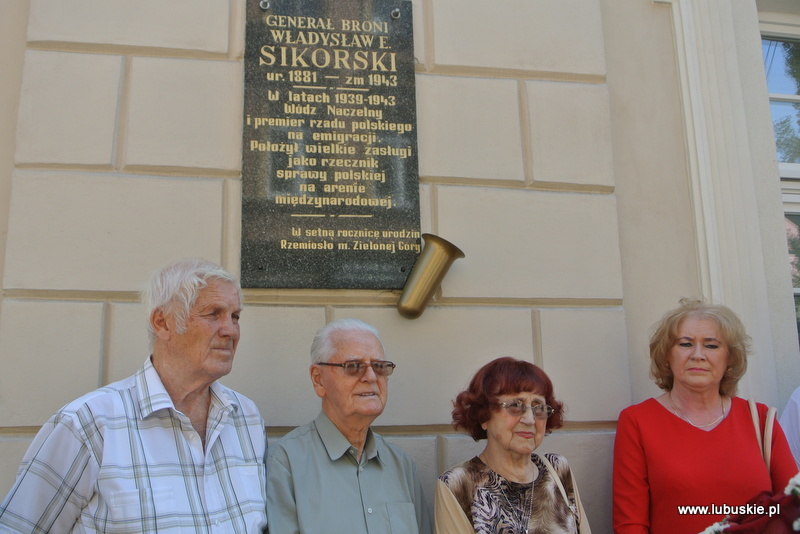 GENERAŁ BRONI
WŁADYSŁAW E.
SIKORSKI
ur. 1881 — zm 1943
W latach 1939-1943
Wódz Naczelny
i premier rządu polskiego
na emigracji.
Położył wielkie zasługi
jako rzecznik
sprawy polskiej
na arenie
międzynarodowej.
W setną rocznicę urodzin
Rzemiosło m. Zielonej Góry
www.lubuskie.pl